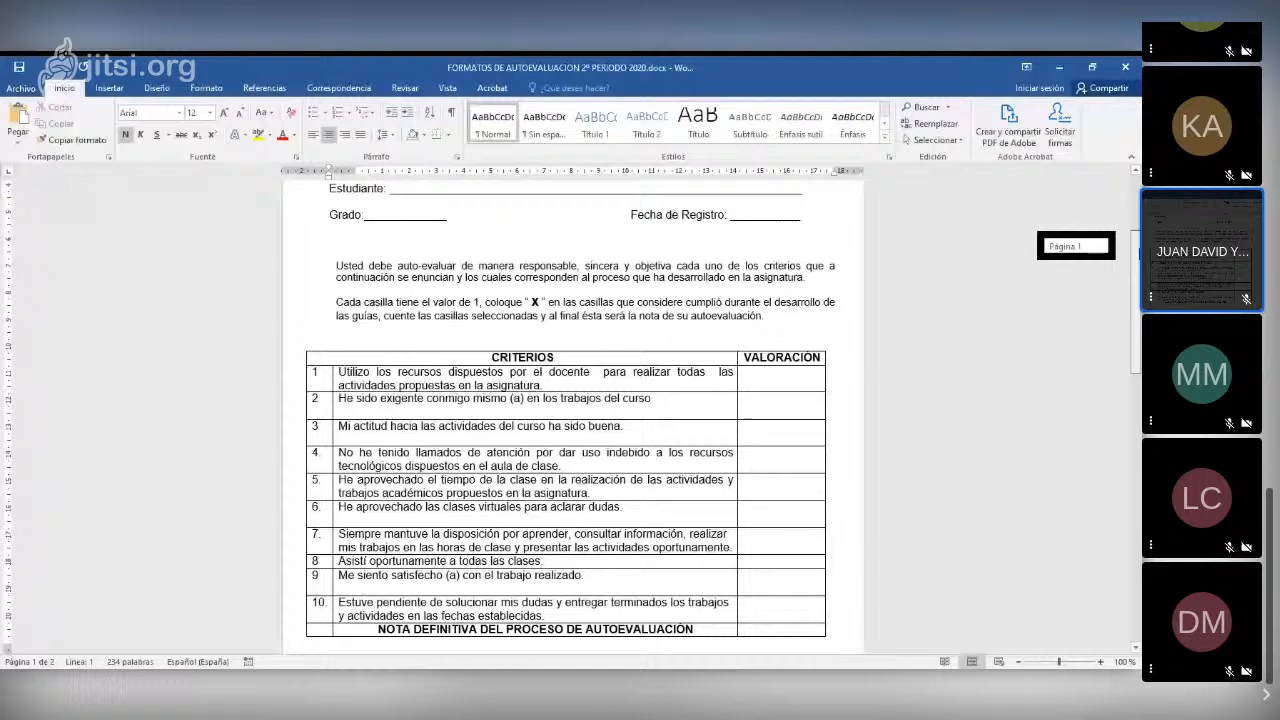 jitsi.org
FORMATOS DE AUTOEVALUACION 2º PERIODO 2020.docx - Wo...
Archivo Inicio Insertar Diseño Formato Referencias Correspondencia Revisar Vista Acrobat ¿Qué desea hacer? Iniciar sesión Compartir
Pegar
Cortar
Copiar
Copiar formato
Arial 12
N K S abc x₂ x²
AaBbCcDc AaBbCcDc AaBbCc AaBbCcC AaB AaBbCcC AaBbCcDc AaBbCcDc
¶ Normal ¶ Sin espa... Título 1 Título 2 Título Subtítulo Énfasis sutil Énfasis
Buscar
Reemplazar
Seleccionar
Crear y compartir PDF de Adobe
Solicitar firmas
Portapapeles Fuente Párrafo Estilos Edición Adobe Acrobat
Estudiante:
Grado: Fecha de Registro:
Página 1
Usted debe auto-evaluar de manera responsable, sincera y objetiva cada uno de los criterios que a
continuación se enuncian y los cuales corresponden al proceso que ha desarrollado en la asignatura.
Cada casilla tiene el valor de 1, coloque “ X ” en las casillas que considere cumplió durante el desarrollo de
las guías, cuente las casillas seleccionadas y al final ésta será la nota de su autoevaluación.
CRITERIOS VALORACIÓN
1 Utilizo los recursos dispuestos por el docente para realizar todas las
actividades propuestas en la asignatura.
2 He sido exigente conmigo mismo (a) en los trabajos del curso
3 Mi actitud hacia las actividades del curso ha sido buena.
4. No he tenido llamados de atención por dar uso indebido a los recursos
tecnológicos dispuestos en el aula de clase.
5. He aprovechado el tiempo de la clase en la realización de las actividades y
trabajos académicos propuestos en la asignatura.
6. He aprovechado las clases virtuales para aclarar dudas.
7. Siempre mantuve la disposición por aprender, consultar información, realizar
mis trabajos en las horas de clase y presentar las actividades oportunamente.
8 Asistí oportunamente a todas las clases.
9 Me siento satisfecho (a) con el trabajo realizado.
10. Estuve pendiente de solucionar mis dudas y entregar terminados los trabajos
y actividades en las fechas establecidas.
NOTA DEFINITIVA DEL PROCESO DE AUTOEVALUACIÓN
Página 1 de 2 Línea: 1 234 palabras Español (España) 100 %
KA
JUAN DAVID Y...
MM
LC
DM